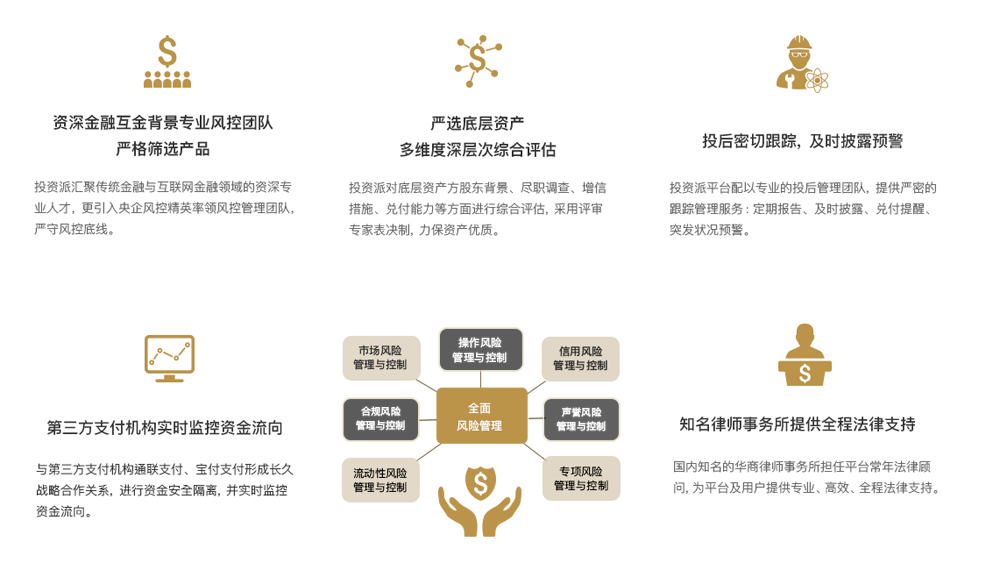 资深金融互金背景专业风控团队
严格筛选产品
投资派汇聚传统金融与互联网金融领域的资深专
业人才，更引入央企风控精英率领风控管理团队，
严守风控底线。
严选底层资产
多维度深层次综合评估
投资派对底层资产方股东背景、尽职调查、增信
措施、兑付能力等方面进行综合评估，采用评审
专家表决制，力保资产优质。
投后密切跟踪，及时披露预警
投资派平台配以专业的投后管理团队，提供严密的
跟踪管理服务：定期报告、及时披露、兑付提醒、
突发状况预警。
第三方支付机构实时监控资金流向
与第三方支付机构通联支付、宝付支付形成长久
战略合作关系，进行资金安全隔离，并实时监控
资金流向。
市场风险
管理与控制
操作风险
管理与控制
信用风险
管理与控制
合规风险
管理与控制
全面
风险管理
声誉风险
管理与控制
流动性风险
管理与控制
专项风险
管理与控制
知名律师事务所提供全程法律支持
国内知名的华商律师事务所担任平台常年法律顾
问，为平台及用户提供专业、高效、全程法律支持。